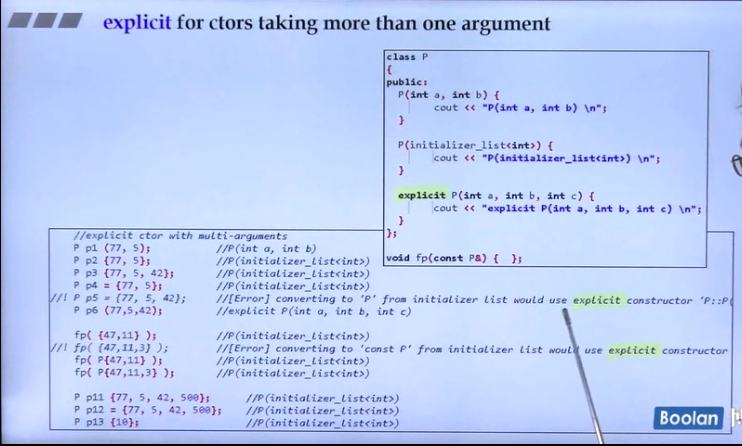 explicit for ctors taking more than one argument
class P
{
public:
P(int a, int b) {
cout << "P(int a, int b) \n";
}
P(initializer_list<int>) {
cout << "P(initializer_list<int>) \n";
}
explicit P(int a, int b, int c) {
cout << "explicit P(int a, int b, int c) \n";
}
};
void fp(const P&) { };
//explicit ctor with multi-arguments
P p1 (77, 5); //P(int a, int b)
P p2 {77, 5}; //P(initializer_list<int>)
P p3 {77, 5, 42}; //P(initializer_list<int>)
P p4 = {77, 5}; //P(initializer_list<int>)
//! P p5 = {77, 5, 42}; //[Error] converting to 'P' from initializer list would use explicit constructor 'P::P(
P p6 (77,5,42); //explicit P(int a, int b, int c)
fp( {47,11} ); //P(initializer_list<int>)
//! fp( {47,11,3} ); //[Error] converting to 'const P' from initializer list would use explicit constructor
fp( P{47,11} ); //P(initializer_list<int>)
fp( P{47,11,3} ); //P(initializer_list<int>)
P p11 {77, 5, 42, 500}; //P(initializer_list<int>)
P p12 = {77, 5, 42, 500}; //P(initializer_list<int>)
P p13 {10}; //P(initializer_list<int>)
Boolan